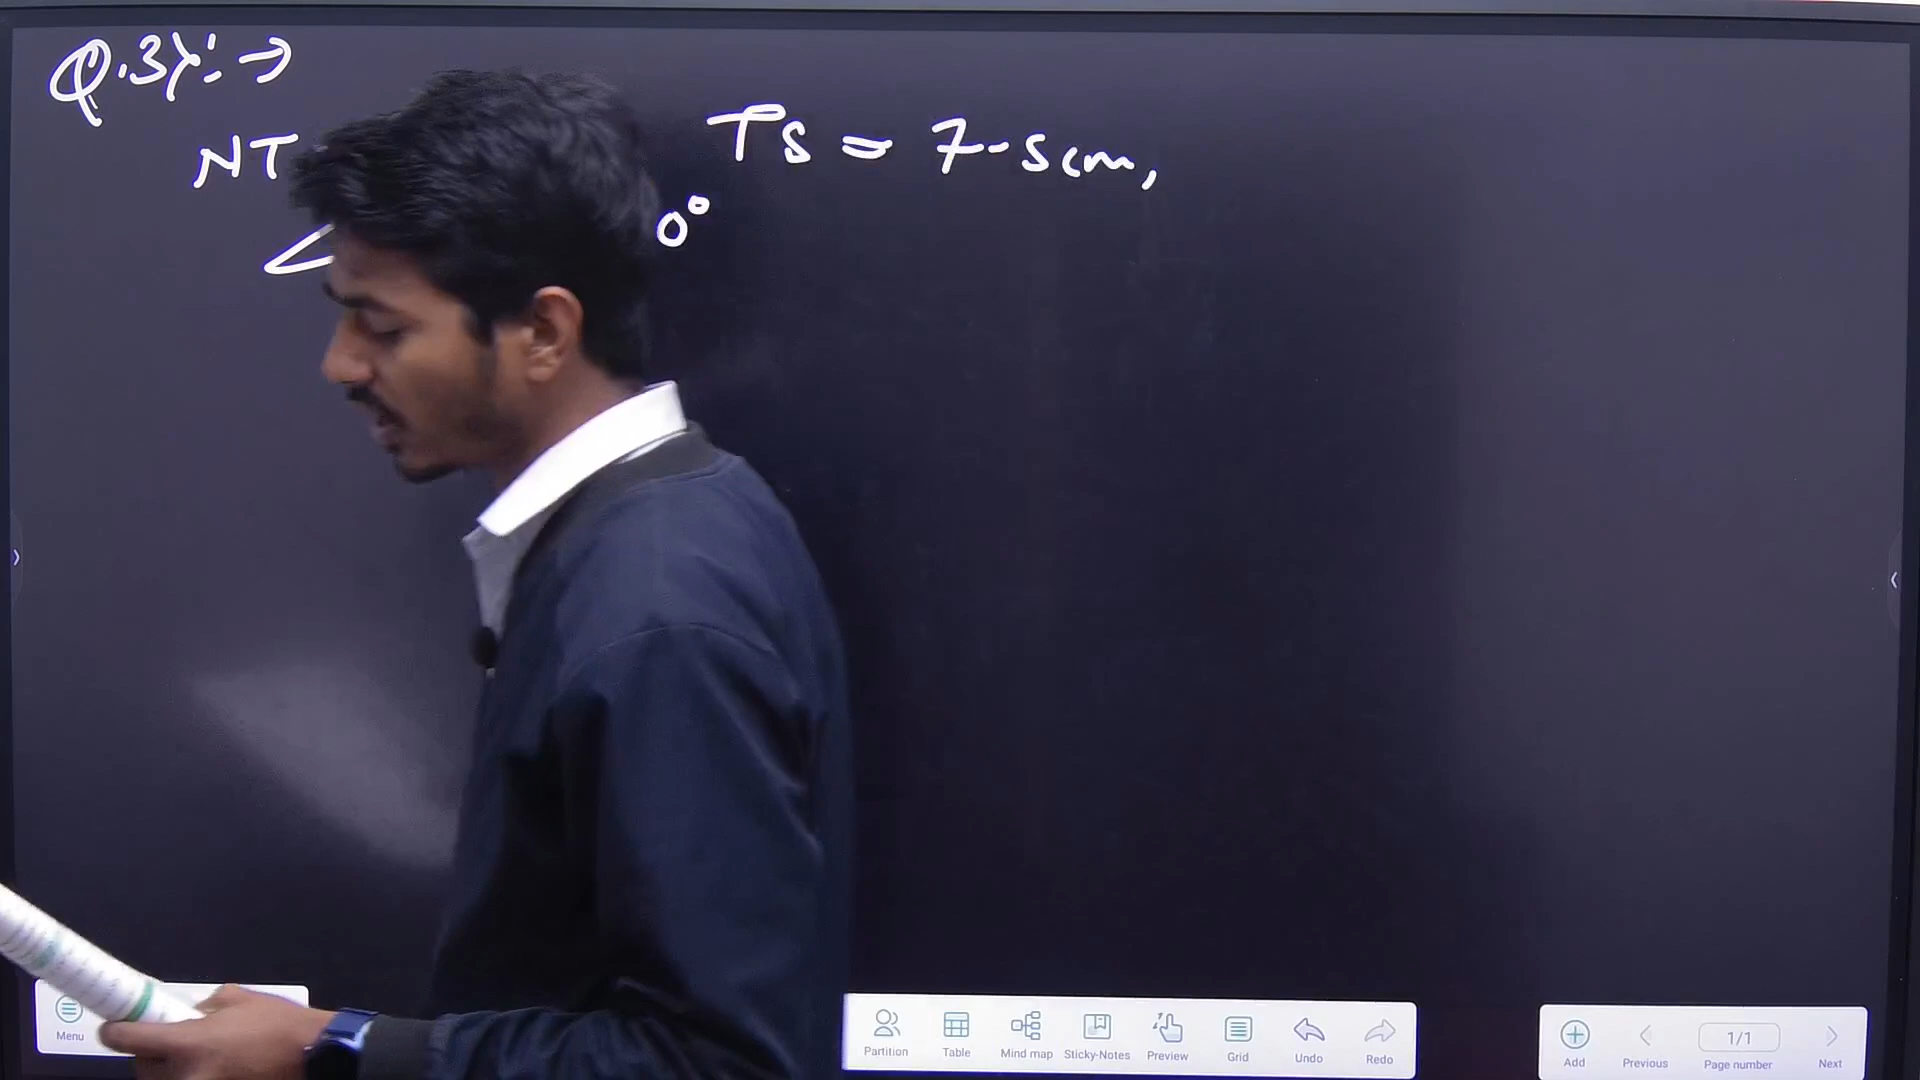 Q.3):→
NT TS = 7.5cm,
∠ 0°
Menu Partition Table Mind map Sticky-Notes Preview Grid Undo Redo Add Previous 1/1 Page number Next